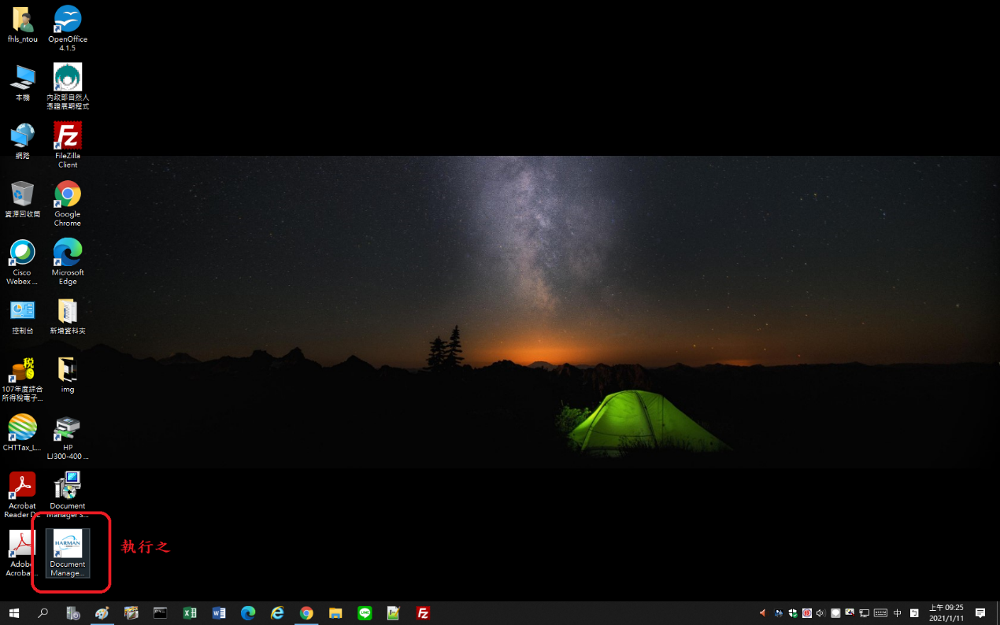 fhls_ntou
OpenOffice
4.1.5
本機
內政部自然人
憑證展期程式
網路
FileZilla
Client
資源回收筒
Google
Chrome
Cisco
Webex ...
Microsoft
Edge
控制台
新增資料夾
稅
107年度綜合
所得稅電子...
img
CHTTax_L...
HP
LJ300-400 ...
Acrobat
Reader DC
Document
Manager s...
Adobe
Acrobat...
HARMAN
Document
Manage...
執行之
中
上午 09:25
2021/1/11